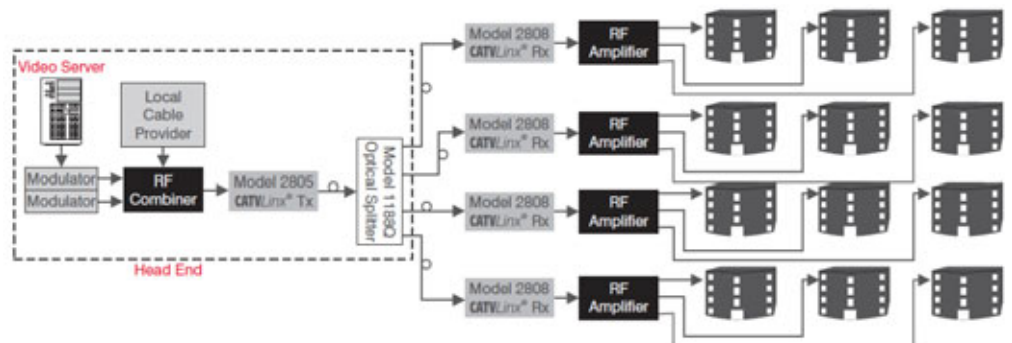 Video Server
Local
Cable
Provider
Modulator
Modulator
RF
Combiner
Model 2805
CATVLinx® Tx
Model 1188Q
Optical Splitter
Head End
Model 2808
CATVLinx® Rx
RF
Amplifier
Model 2808
CATVLinx® Rx
RF
Amplifier
Model 2808
CATVLinx® Rx
RF
Amplifier
Model 2808
CATVLinx® Rx
RF
Amplifier